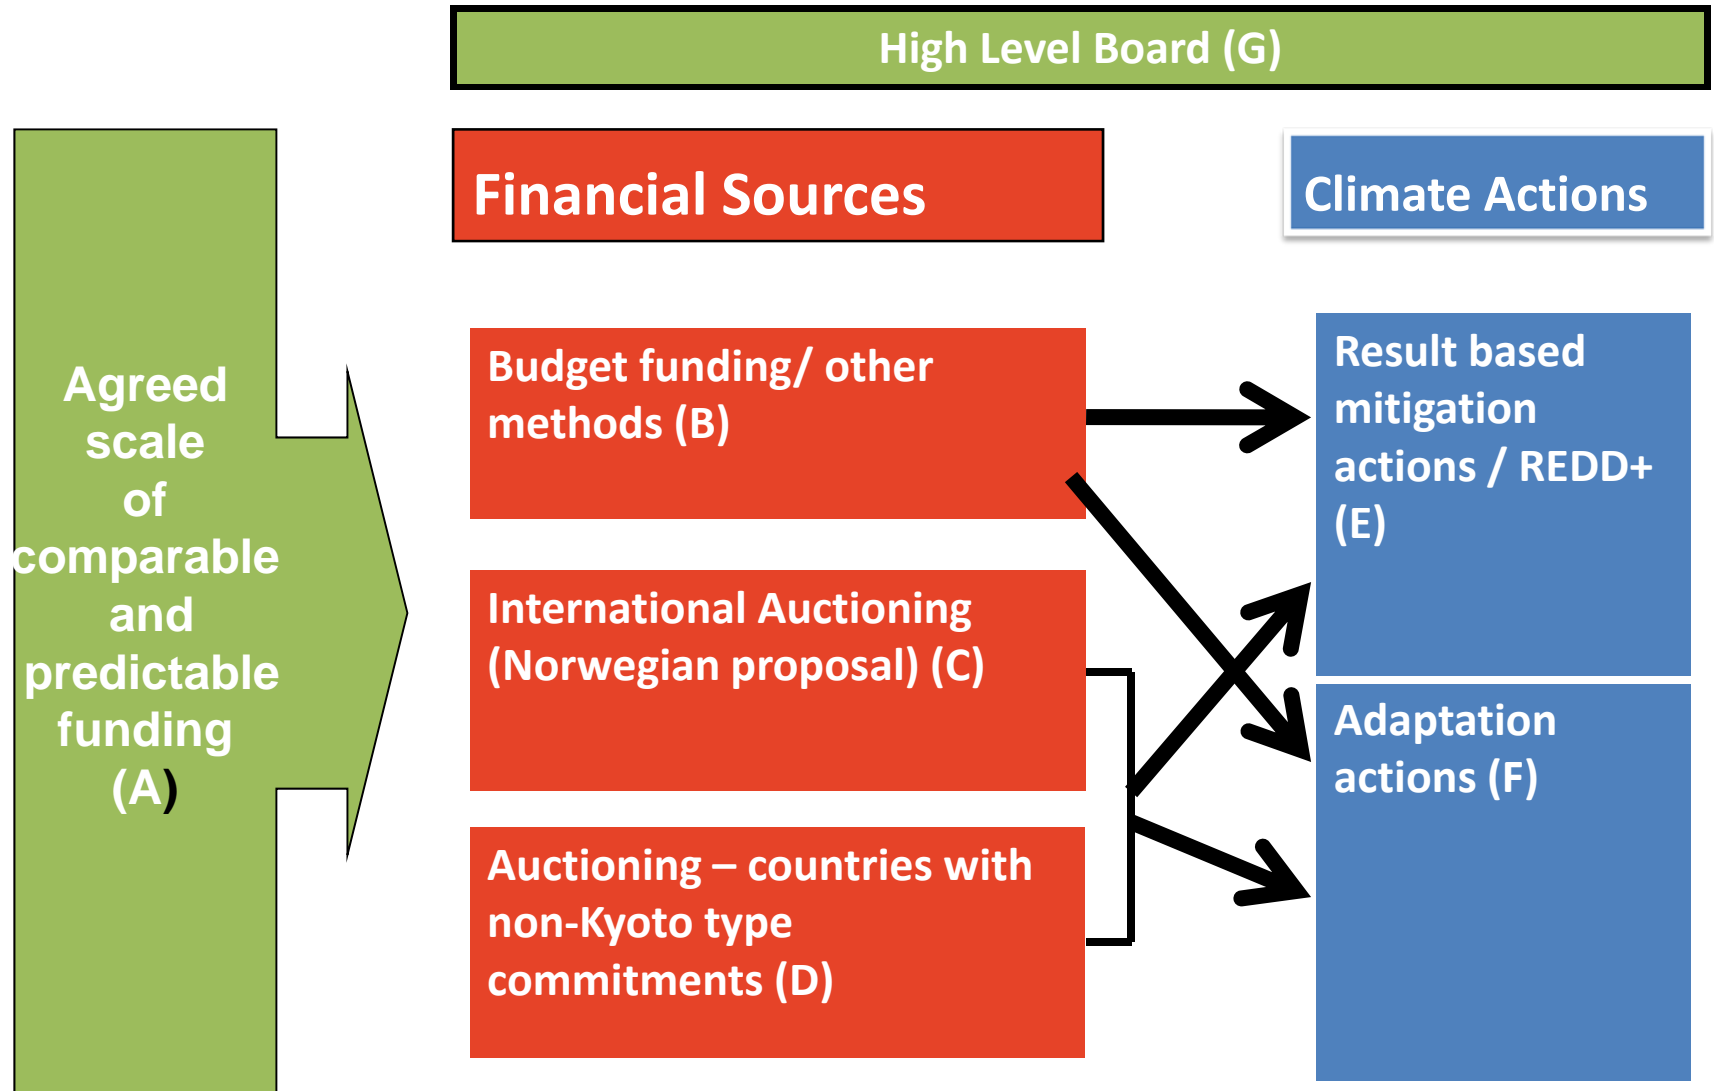 High Level Board (G)
Financial Sources
Climate Actions
Agreed
scale
of
comparable
and
predictable
funding
(A)
Budget funding/ other
methods (B)
International Auctioning
(Norwegian proposal) (C)
Auctioning – countries with
non-Kyoto type
commitments (D)
Result based
mitigation
actions / REDD+
(E)
Adaptation
actions (F)